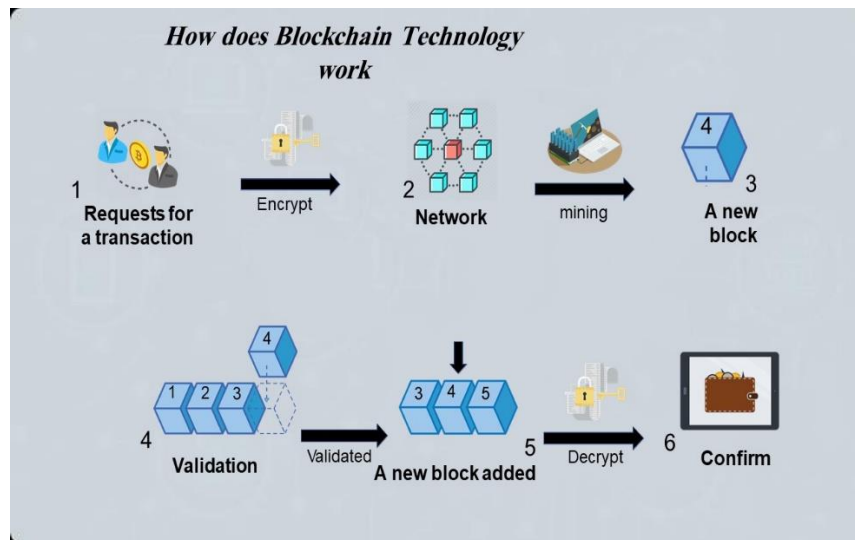 How does Blockchain Technology
work
1
Requests for
a transaction
Encrypt
2
Network
mining
4
3
A new
block
4
1 2 3
4
Validation
Validated
3 4 5
5
A new block added
Decrypt
6
Confirm